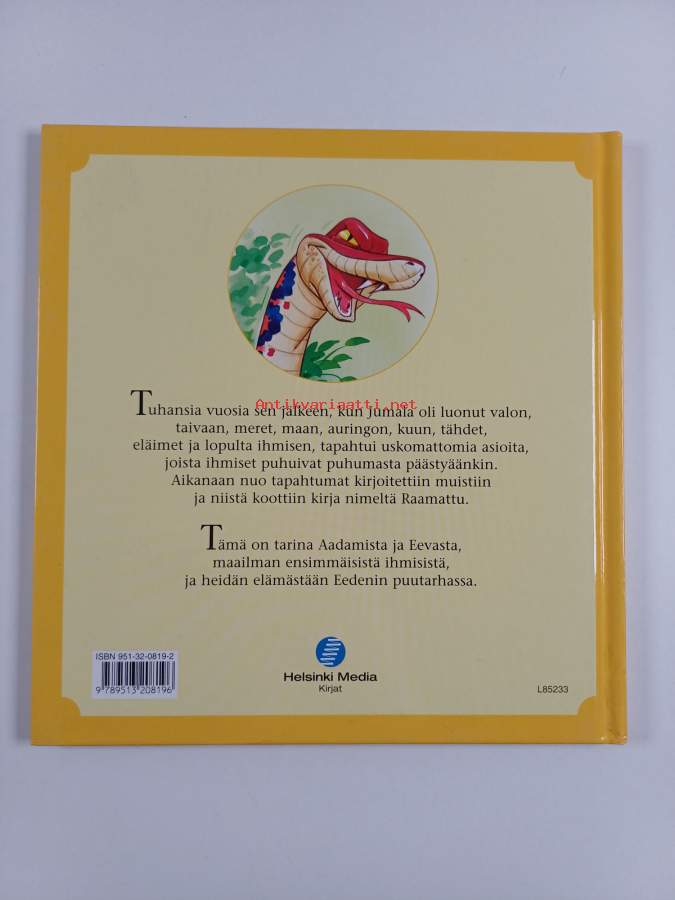 Antikvariaatti.net
Tuhansia vuosia sen jälkeen, kun Jumala oli luonut valon,
taivaan, meret, maan, auringon, kuun, tähdet,
eläimet ja lopulta ihmisen, tapahtui uskomattomia asioita,
joista ihmiset puhuivat puhumasta päästyäänkin.
Aikanaan nuo tapahtumat kirjoitettiin muistiin
ja niistä koottiin kirja nimeltä Raamattu.
Tämä on tarina Aadamista ja Eevasta,
maailman ensimmäisistä ihmisistä,
ja heidän elämästään Eedenin puutarhassa.
ISBN 951-32-0819-2
9 789513 208196
Helsinki Media
Kirjat
L85233